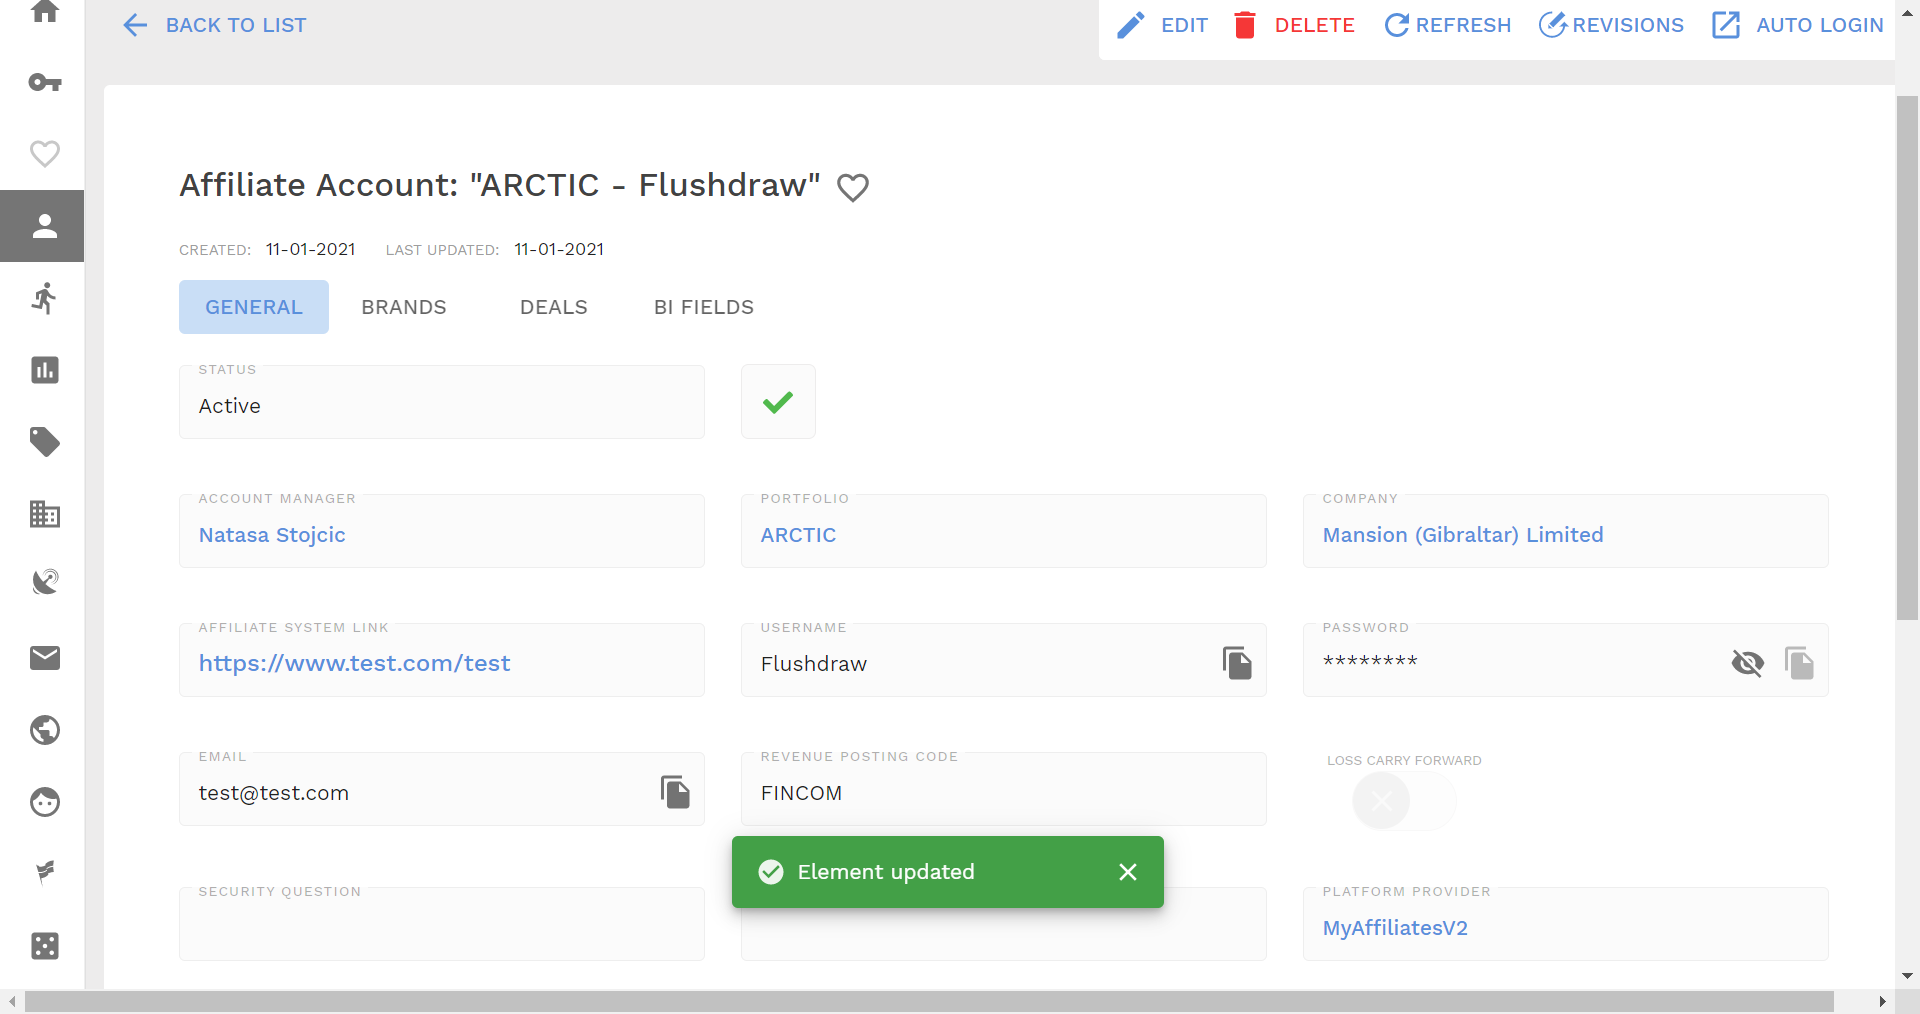 BACK TO LIST
EDIT
DELETE
REFRESH
REVISIONS
AUTO LOGIN
Affiliate Account: "ARCTIC - Flushdraw"
CREATED: 11-01-2021 LAST UPDATED: 11-01-2021
GENERAL
BRANDS
DEALS
BI FIELDS
STATUS
Active
ACCOUNT MANAGER
Natasa Stojcic
PORTFOLIO
ARCTIC
COMPANY
Mansion (Gibraltar) Limited
AFFILIATE SYSTEM LINK
https://www.test.com/test
USERNAME
Flushdraw
PASSWORD
********
EMAIL
test@test.com
REVENUE POSTING CODE
FINCOM
LOSS CARRY FORWARD
Element updated
SECURITY QUESTION
PLATFORM PROVIDER
MyAffiliatesV2